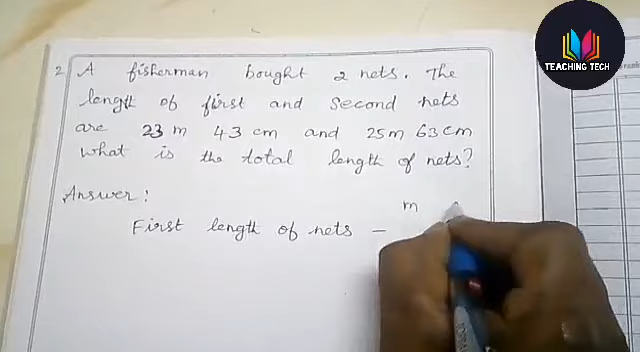 TEACHING TECH
2. A fisherman bought 2 nets. The
length of first and second nets
are 23 m 43 cm and 25m 63 cm
what is the total length of nets?
Answer:
m
First length of nets -